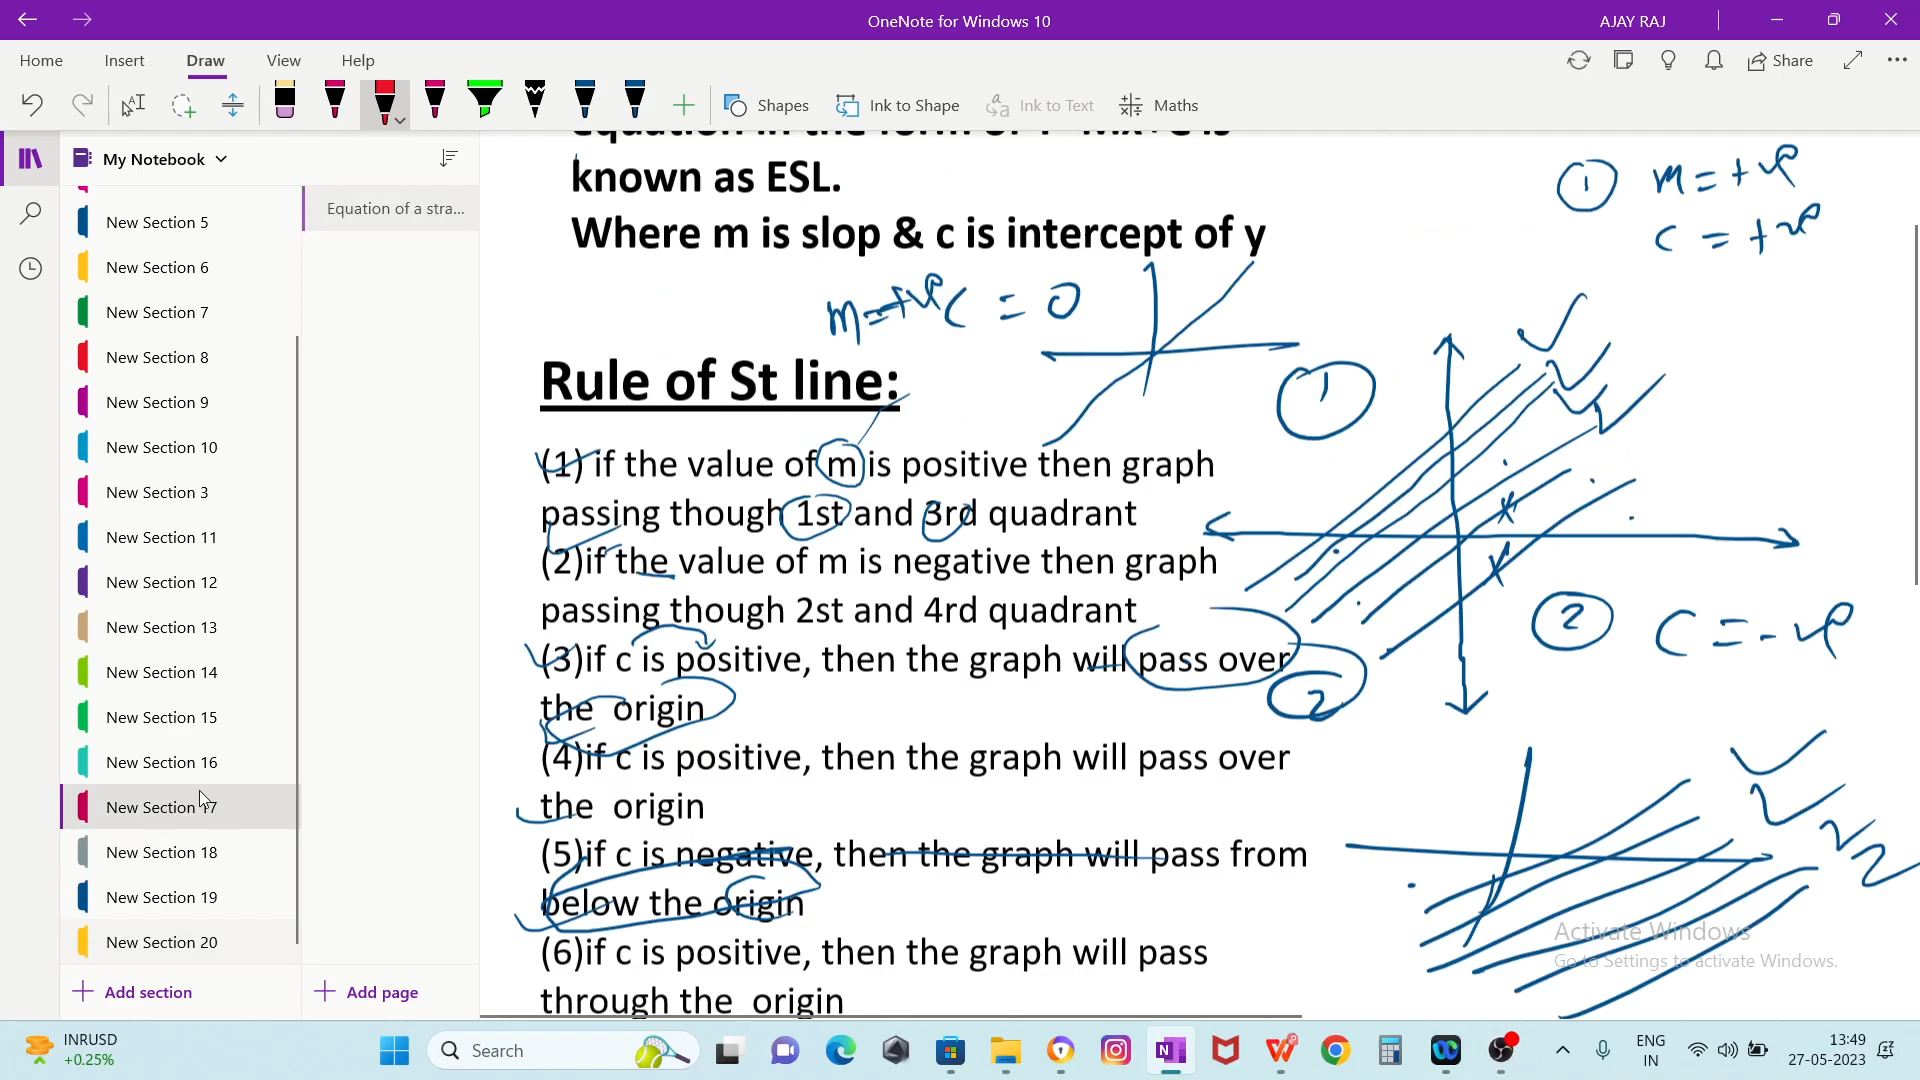 OneNote for Windows 10
AJAY RAJ
Home Insert Draw View Help
Share
Shapes
Ink to Shape
Ink to Text
Maths
My Notebook
New Section 5
New Section 6
New Section 7
New Section 8
New Section 9
New Section 10
New Section 3
New Section 11
New Section 12
New Section 13
New Section 14
New Section 15
New Section 16
New Section 17
New Section 18
New Section 19
New Section 20
Add section
Equation of a stra...
Add page
known as ESL.
Where m is slop & c is intercept of y
m=+ve c = 0
Rule of St line:
(1) if the value of m is positive then graph
passing though 1st and 3rd quadrant
(2)if the value of m is negative then graph
passing though 2st and 4rd quadrant
(3)if c is positive, then the graph will pass over
the origin
(4)if c is positive, then the graph will pass over
the origin
(5)if c is negative, then the graph will pass from
below the origin
(6)if c is positive, then the graph will pass
through the origin
1 m = +ve
c = +ve
1
2 c = -ve
2
Activate Windows
Go to Settings to activate Windows.
INRUSD
+0.25%
Search
ENG
IN
13:49
27-05-2023